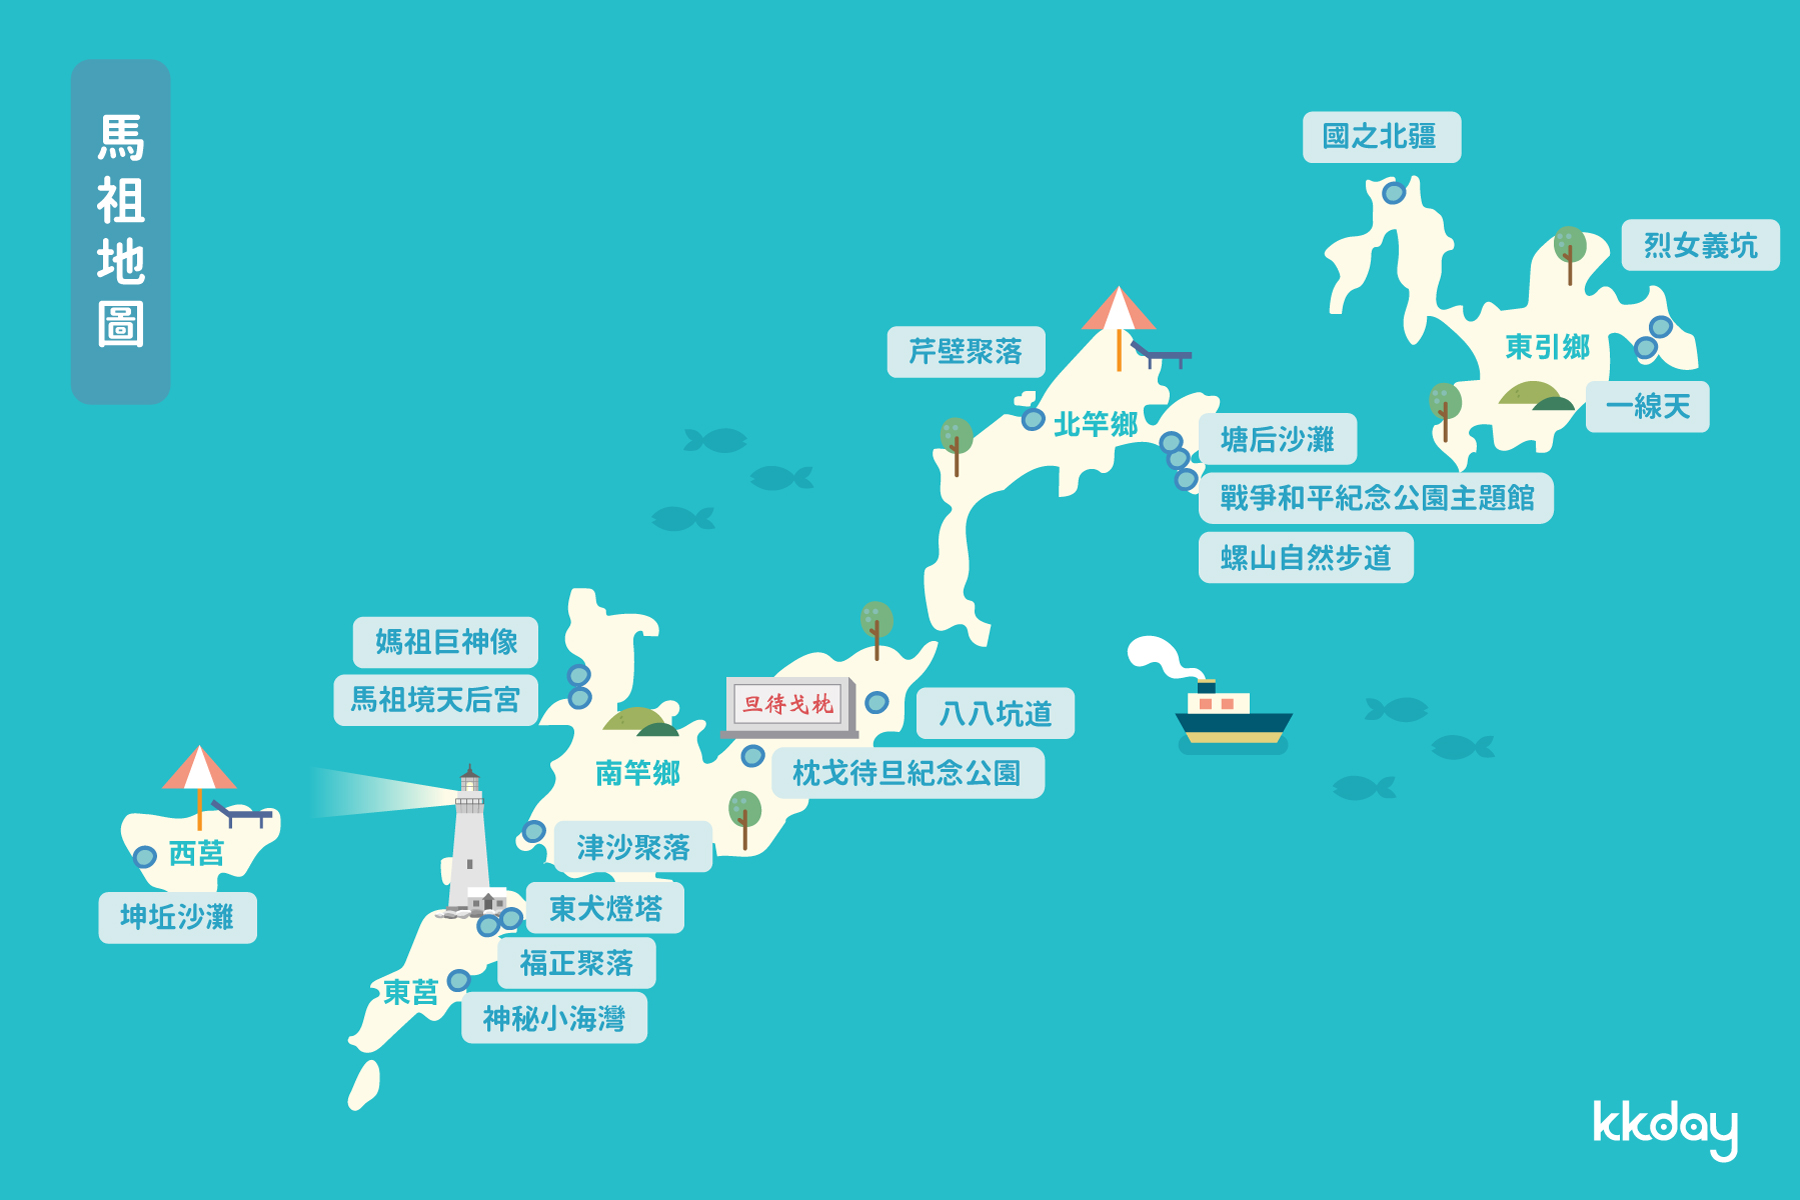 馬祖地圖
國之北疆
烈女義坑
東引鄉
一線天
芹壁聚落
北竿鄉
塘后沙灘
戰爭和平紀念公園主題館
螺山自然步道
媽祖巨神像
馬祖境天后宮
旦待戈枕
八八坑道
枕戈待旦紀念公園
南竿鄉
津沙聚落
西莒
坤坵沙灘
東犬燈塔
福正聚落
東莒
神秘小海灣
kkday